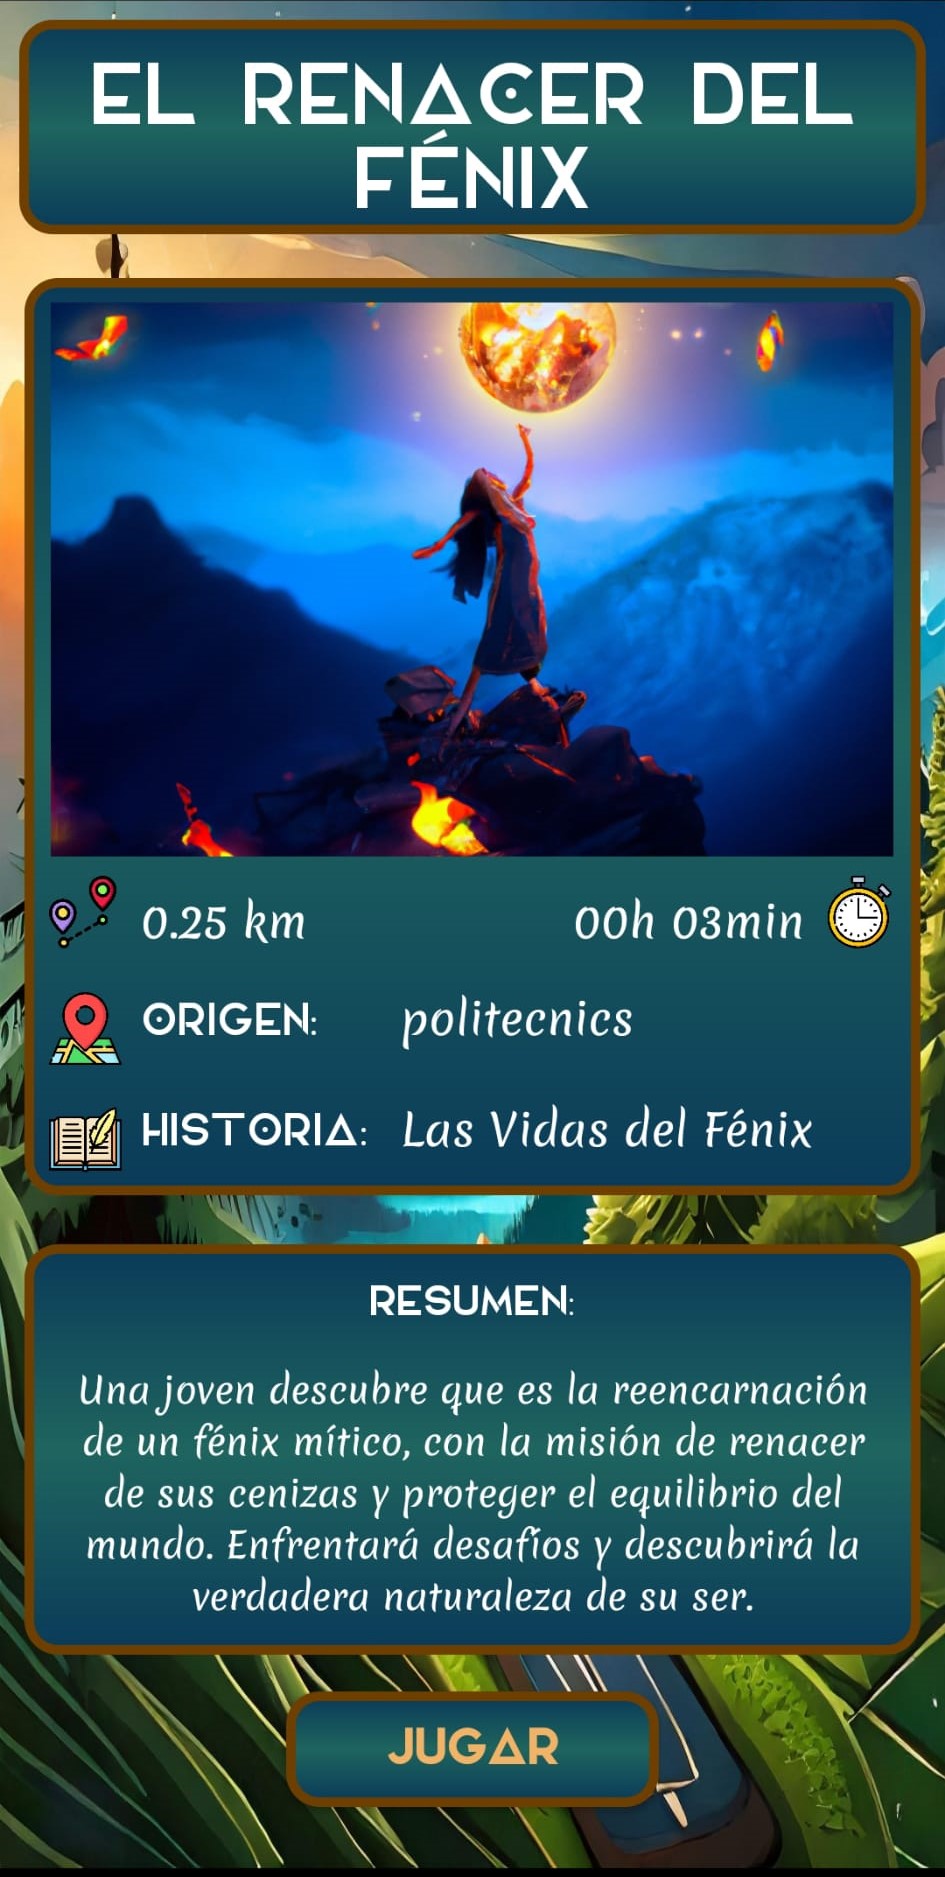 EL RENACER DEL
FÉNIX
0.25 km
00h 03min
ORIGEN: politecnics
HISTORIA: Las Vidas del Fénix
RESUMEN:
Una joven descubre que es la reencarnación
de un fénix mítico, con la misión de renacer
de sus cenizas y proteger el equilibrio del
mundo. Enfrentará desafíos y descubrirá la
verdadera naturaleza de su ser.
JUGAR